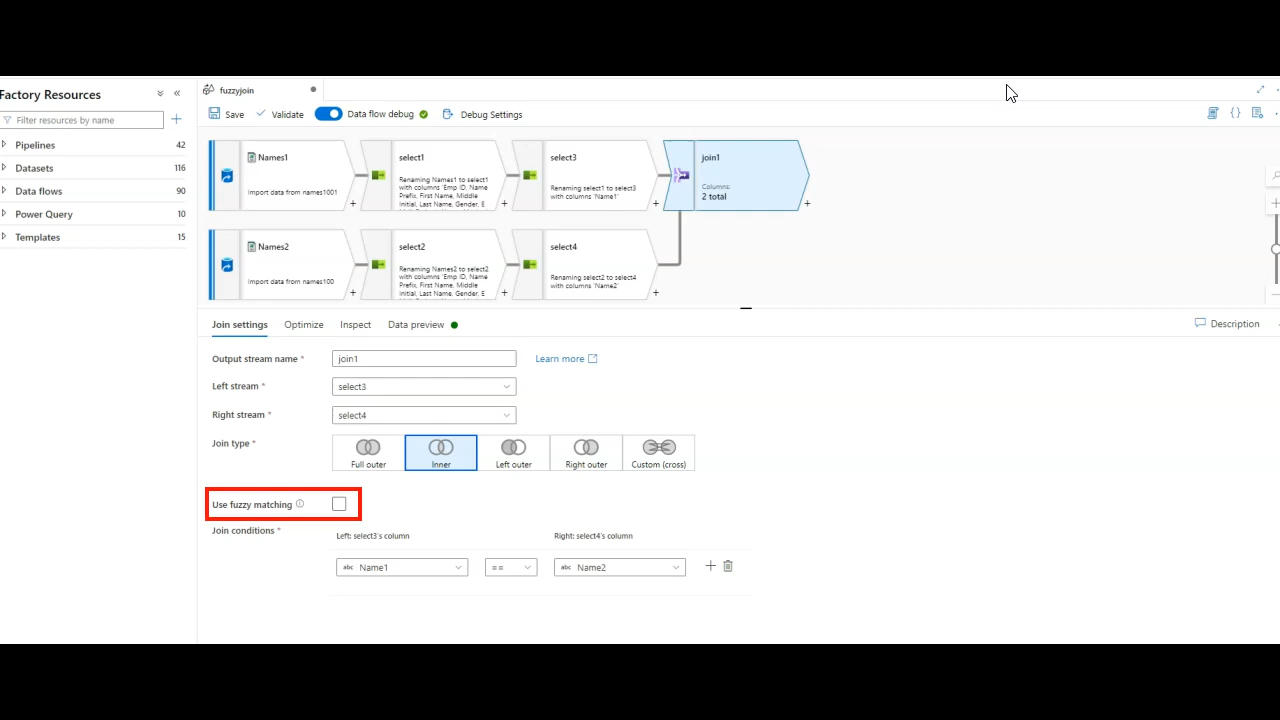 Factory Resources
Filter resources by name
Pipelines 42
Datasets 116
Data flows 90
Power Query 10
Templates 15
fuzzyjoin
Save Validate Data flow debug Debug Settings
Names1
Import data from names1001
select1
Renaming Names1 to select1
with columns 'Emp ID, Name
Prefix, First Name, Middle
Initial, Last Name, Gender, E
select3
Renaming select1 to select3
with columns 'Name1'
join1
Columns:
2 total
Names2
Import data from names100
select2
Renaming Names2 to select2
with columns 'Emp ID, Name
Prefix, First Name, Middle
Initial, Last Name, Gender, E
select4
Renaming select2 to select4
with columns 'Name2'
Join settings Optimize Inspect Data preview Description
Output stream name * join1 Learn more
Left stream * select3
Right stream * select4
Join type *
Full outer Inner Left outer Right outer Custom (cross)
Use fuzzy matching
Join conditions *
Left: select3's column Right: select4's column
abc Name1 == abc Name2